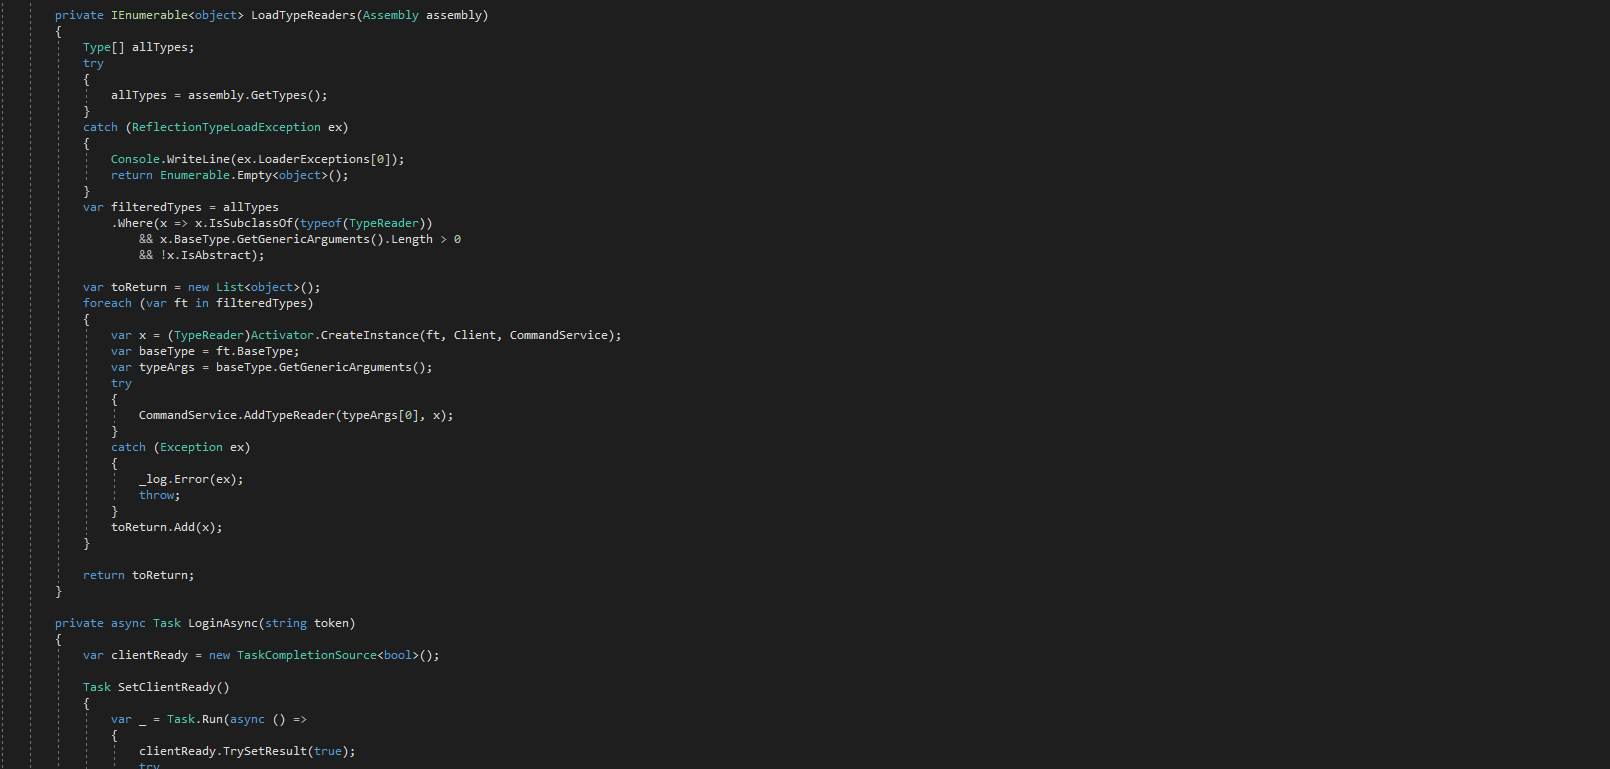 private IEnumerable<object> LoadTypeReaders(Assembly assembly)
{
Type[] allTypes;
try
{
allTypes = assembly.GetTypes();
}
catch (ReflectionTypeLoadException ex)
{
Console.WriteLine(ex.LoaderExceptions[0]);
return Enumerable.Empty<object>();
}
var filteredTypes = allTypes
.Where(x => x.IsSubclassOf(typeof(TypeReader))
&& x.BaseType.GetGenericArguments().Length > 0
&& !x.IsAbstract);
var toReturn = new List<object>();
foreach (var ft in filteredTypes)
{
var x = (TypeReader)Activator.CreateInstance(ft, Client, CommandService);
var baseType = ft.BaseType;
var typeArgs = baseType.GetGenericArguments();
try
{
CommandService.AddTypeReader(typeArgs[0], x);
}
catch (Exception ex)
{
_log.Error(ex);
throw;
}
toReturn.Add(x);
}
return toReturn;
}
private async Task LoginAsync(string token)
{
var clientReady = new TaskCompletionSource<bool>();
Task SetClientReady()
{
var _ = Task.Run(async () =>
{
clientReady.TrySetResult(true);
try